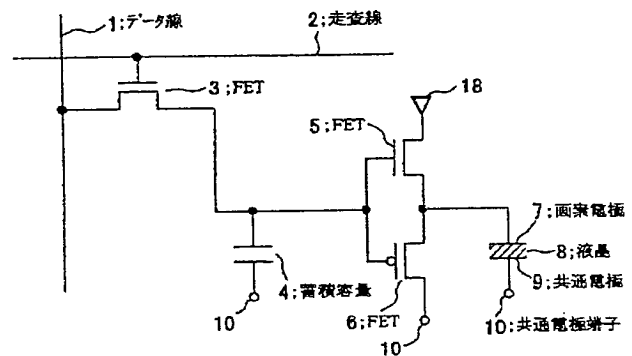 1;データ線
2;走査線
3;FET
18
5;FET
7;画素電極
8;液晶
9;共通電極
4;蓄積容量
10
6;FET
10
10;共通電極端子